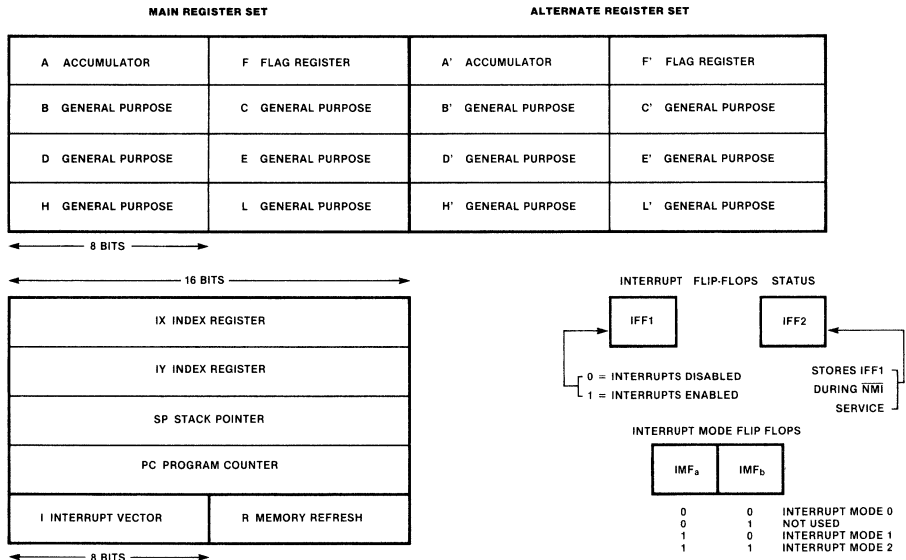 MAIN REGISTER SET ALTERNATE REGISTER SET
A ACCUMULATOR F FLAG REGISTER A' ACCUMULATOR F' FLAG REGISTER
B GENERAL PURPOSE C GENERAL PURPOSE B' GENERAL PURPOSE C' GENERAL PURPOSE
D GENERAL PURPOSE E GENERAL PURPOSE D' GENERAL PURPOSE E' GENERAL PURPOSE
H GENERAL PURPOSE L GENERAL PURPOSE H' GENERAL PURPOSE L' GENERAL PURPOSE
8 BITS
16 BITS
IX INDEX REGISTER
IY INDEX REGISTER
SP STACK POINTER
PC PROGRAM COUNTER
I INTERRUPT VECTOR R MEMORY REFRESH
8 BITS
INTERRUPT FLIP-FLOPS STATUS
IFF1 IFF2
0 = INTERRUPTS DISABLED
1 = INTERRUPTS ENABLED
STORES IFF1
DURING NMI
SERVICE
INTERRUPT MODE FLIP FLOPS
IMFa IMFb
0 0 INTERRUPT MODE 0
0 1 NOT USED
1 0 INTERRUPT MODE 1
1 1 INTERRUPT MODE 2